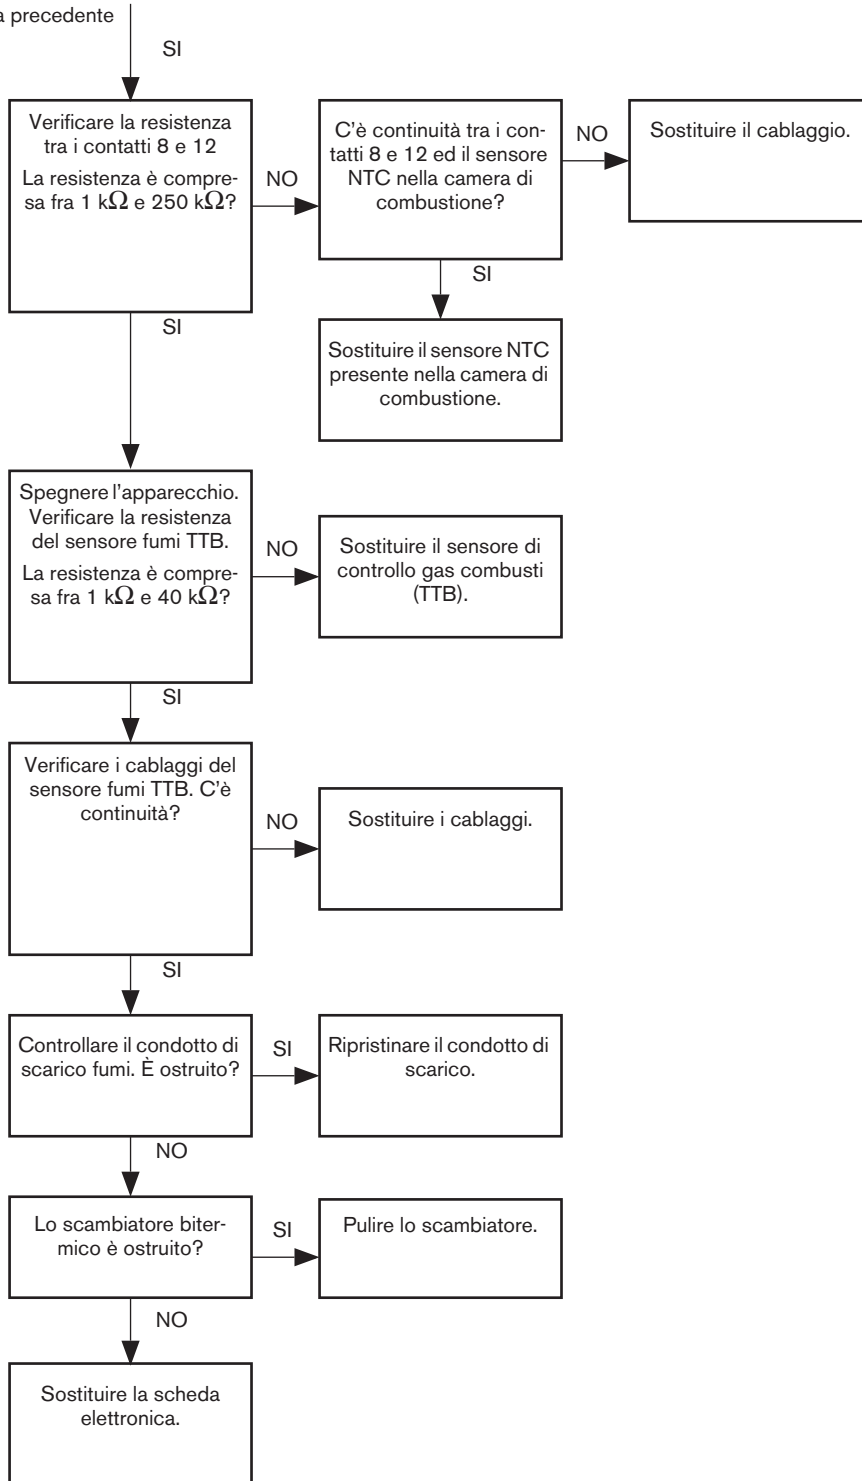 a precedente
SI
Verificare la resistenza
tra i contatti 8 e 12
La resistenza è compre-
sa fra 1 kΩ e 250 kΩ?
NO
C'è continuità tra i con-
tatti 8 e 12 ed il sensore
NTC nella camera di
combustione?
NO
Sostituire il cablaggio.
SI
SI
Sostituire il sensore NTC
presente nella camera di
combustione.
Spegnere l'apparecchio.
Verificare la resistenza
del sensore fumi TTB.
La resistenza è compre-
sa fra 1 kΩ e 40 kΩ?
NO
Sostituire il sensore di
controllo gas combusti
(TTB).
SI
Verificare i cablaggi del
sensore fumi TTB. C'è
continuità?
NO
Sostituire i cablaggi.
SI
Controllare il condotto di
scarico fumi. È ostruito?
SI
Ripristinare il condotto di
scarico.
NO
Lo scambiatore biter-
mico è ostruito?
SI
Pulire lo scambiatore.
NO
Sostituire la scheda
elettronica.